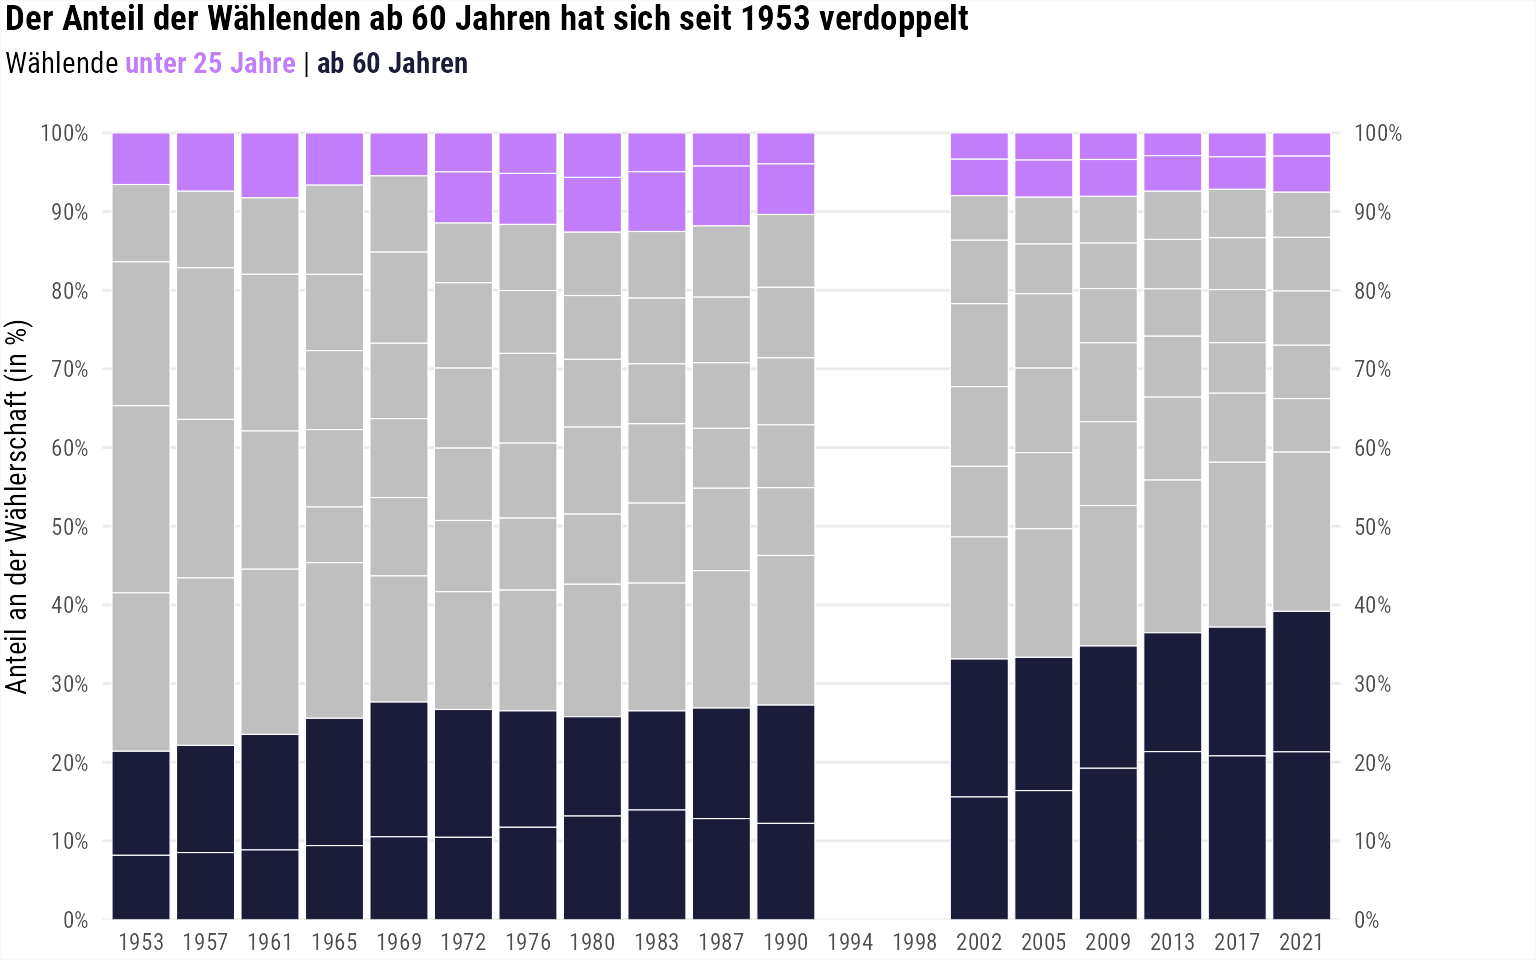 Der Anteil der Wählenden ab 60 Jahren hat sich seit 1953 verdoppelt
Wählende unter 25 Jahre | ab 60 Jahren
Anteil an der Wählerschaft (in %)
100% 100%
90% 90%
80% 80%
70% 70%
60% 60%
50% 50%
40% 40%
30% 30%
20% 20%
10% 10%
0% 0%
1953 1957 1961 1965 1969 1972 1976 1980 1983 1987 1990 1994 1998 2002 2005 2009 2013 2017 2021